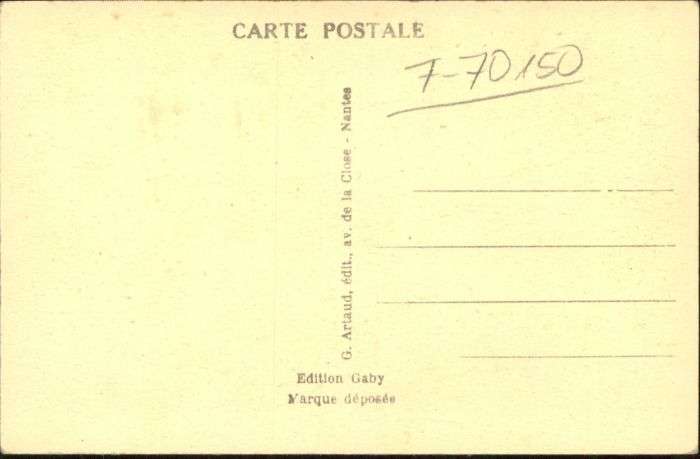 CARTE POSTALE
7-70150
G. Artaud, édit., av. de la Close - Nantes
Edition Gaby
Marque déposée